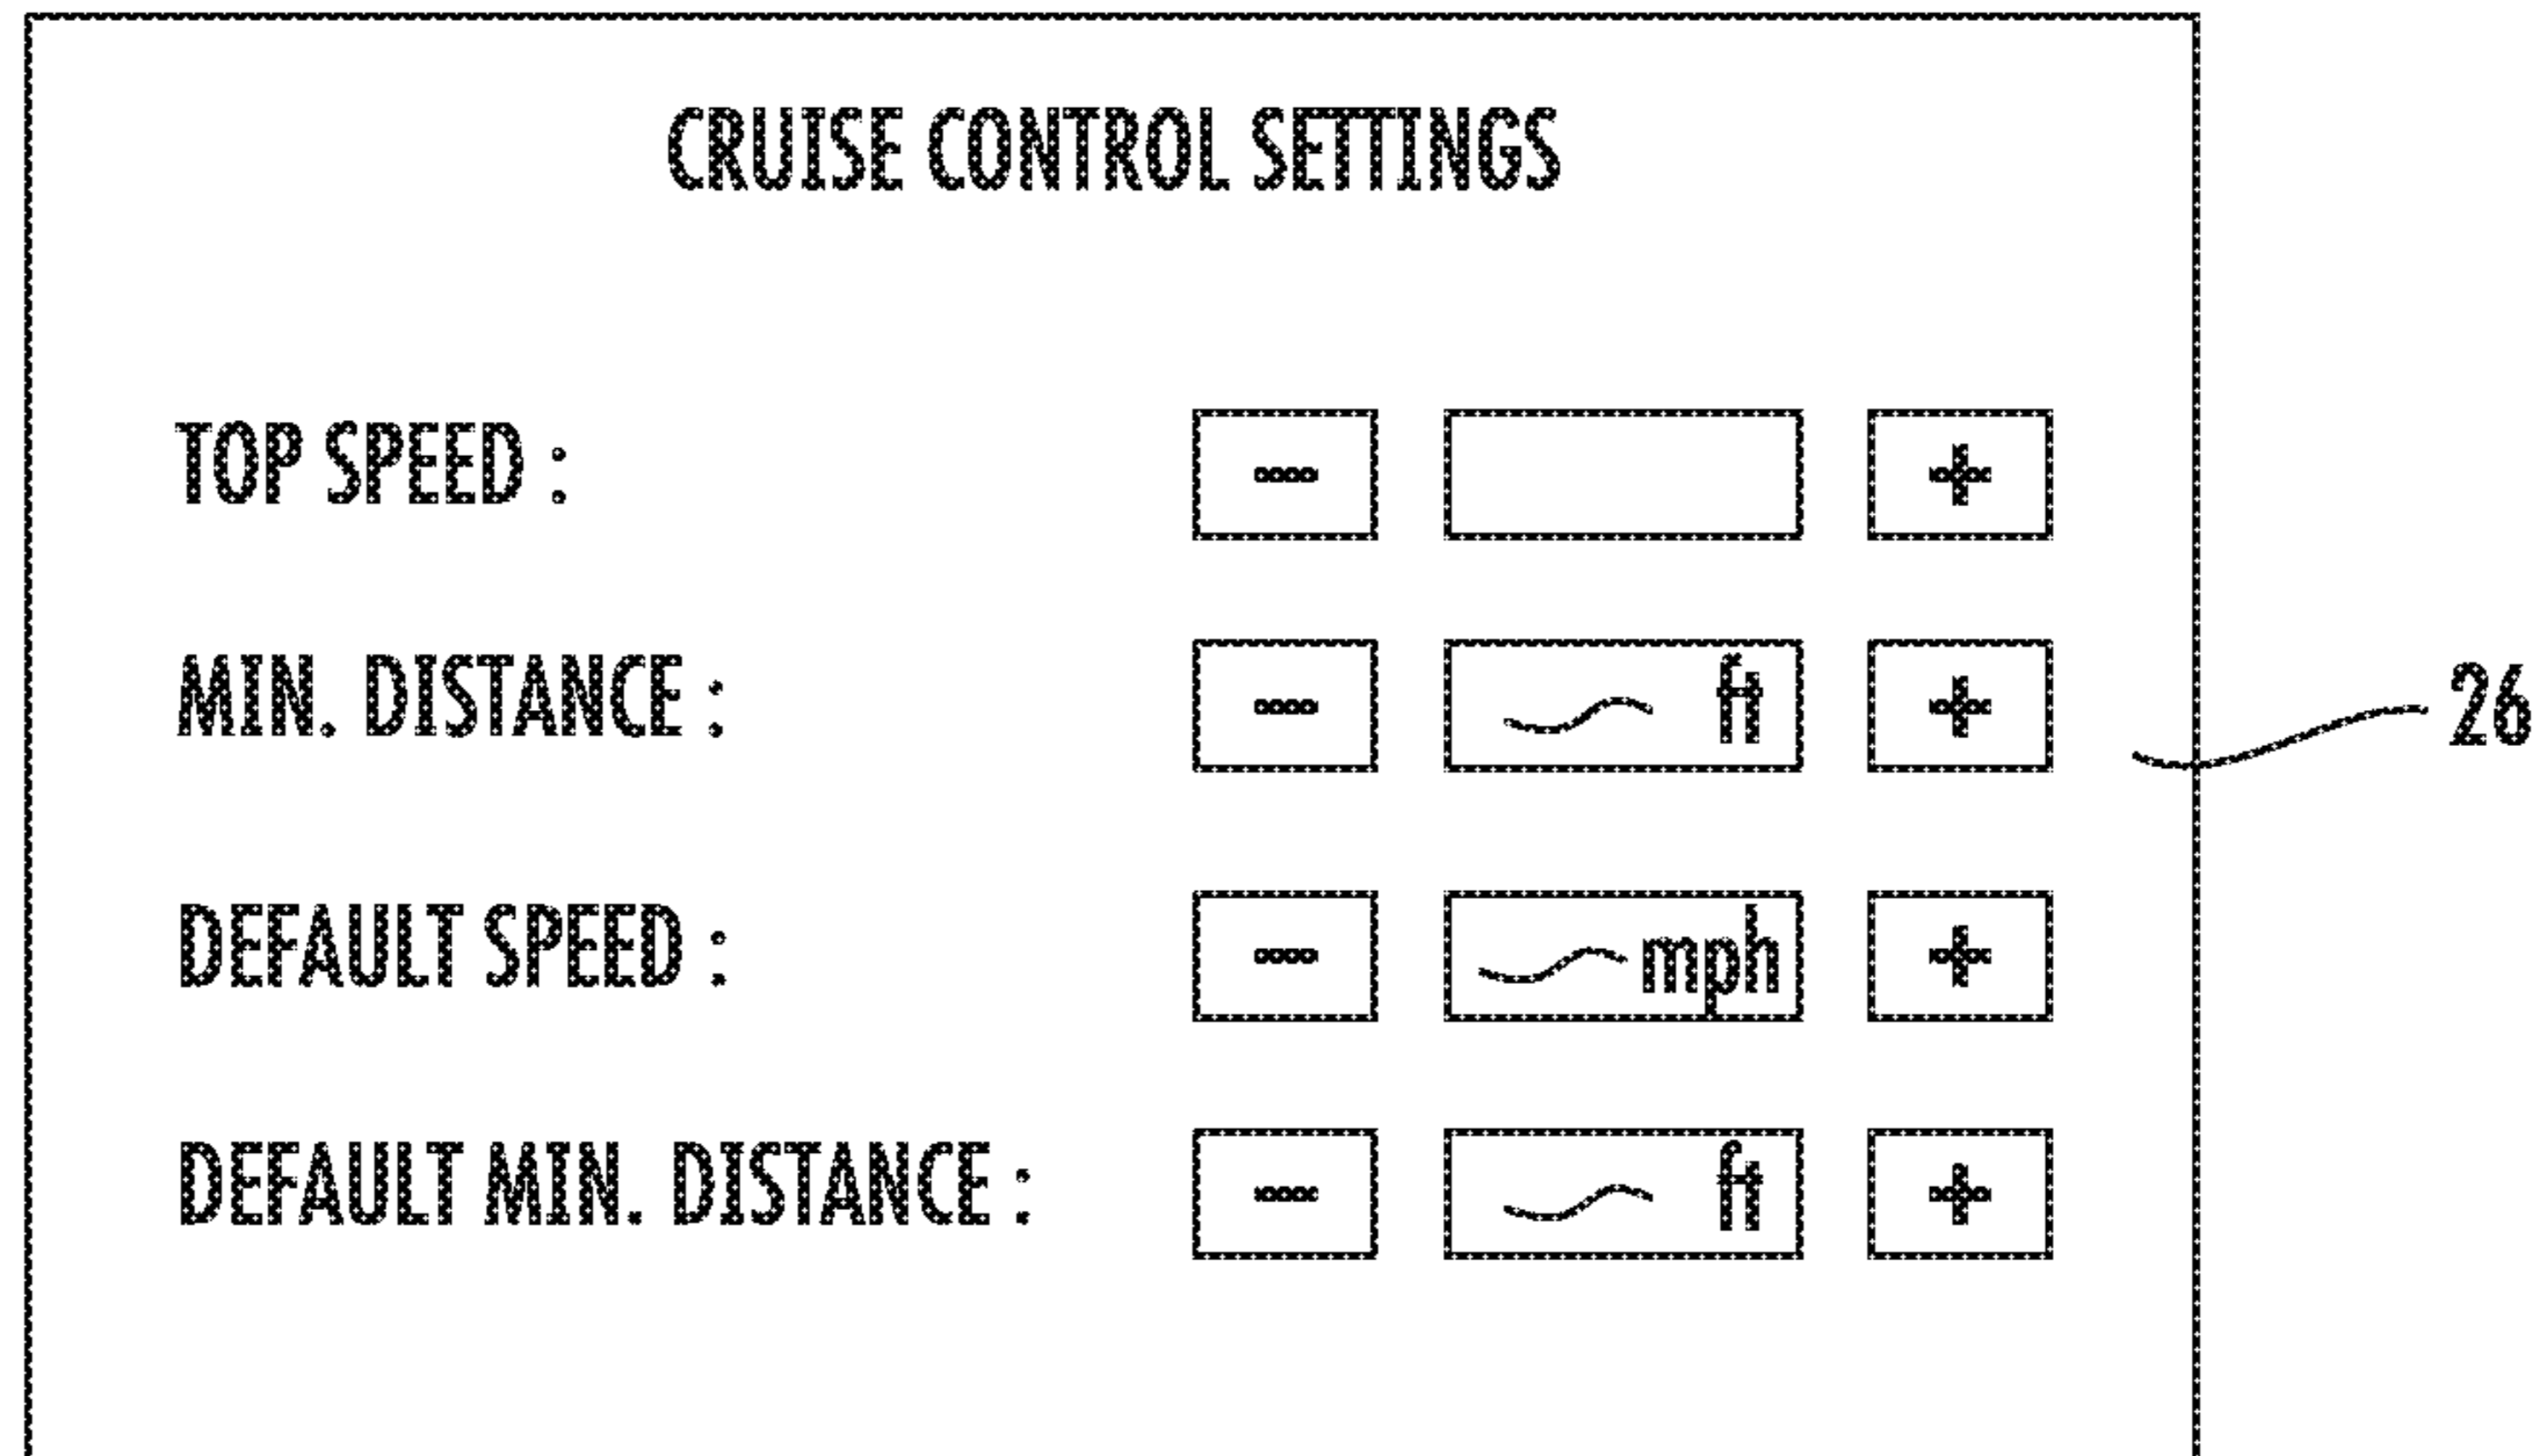 CRUISE CONTROL SETTINGS
TOP SPEED : - +
MIN. DISTANCE : - ft +
26
DEFAULT SPEED : - mph +
DEFAULT MIN. DISTANCE : - ft +